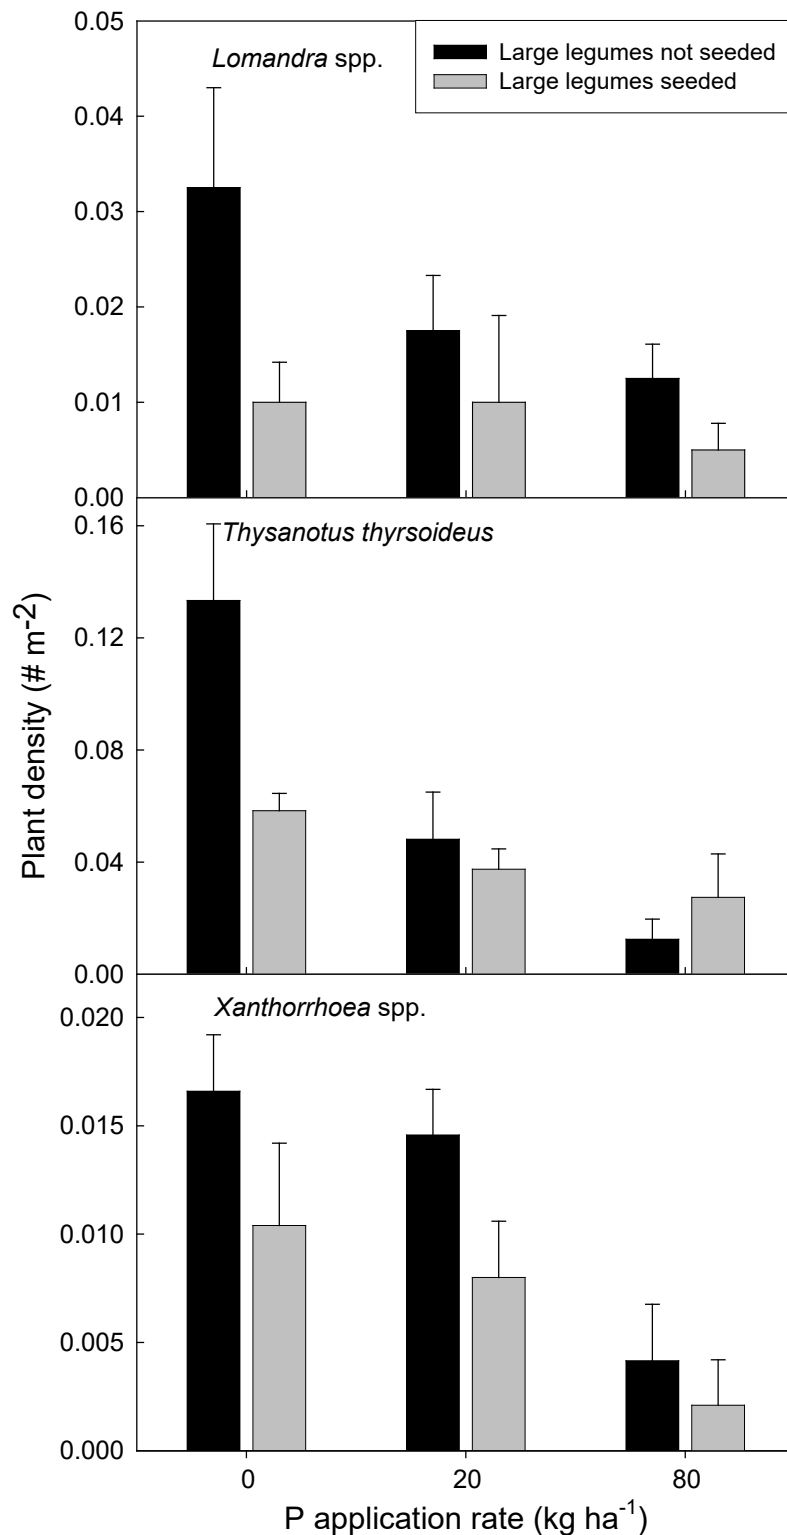 0.05
Lomandra spp.
Large legumes not seeded
Large legumes seeded
0.04
0.03
0.02
0.01
0.00
0.16
Thysanotus thyrsoideus
0.12
0.08
0.04
0.00
Plant density (# m-2)
0.020
Xanthorrhoea spp.
0.015
0.010
0.005
0.000
0 20 80
P application rate (kg ha-1)